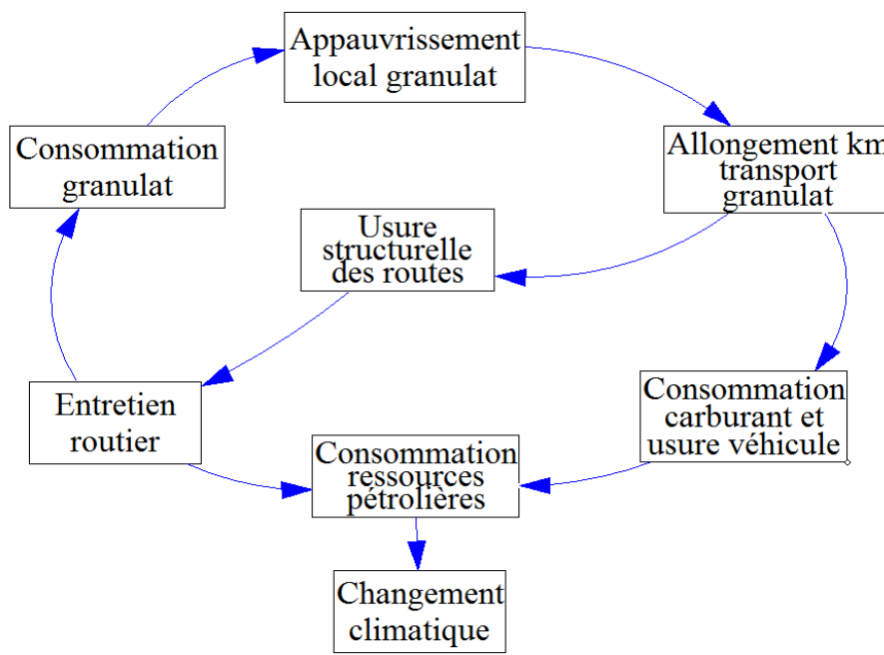 Appauvrissement
local granulat
Consommation
granulat
Allongement km
transport
granulat
Usure
structurelle
des routes
Entretien
routier
Consommation
carburant et
usure véhicule
Consommation
ressources
pétrolières
Changement
climatique